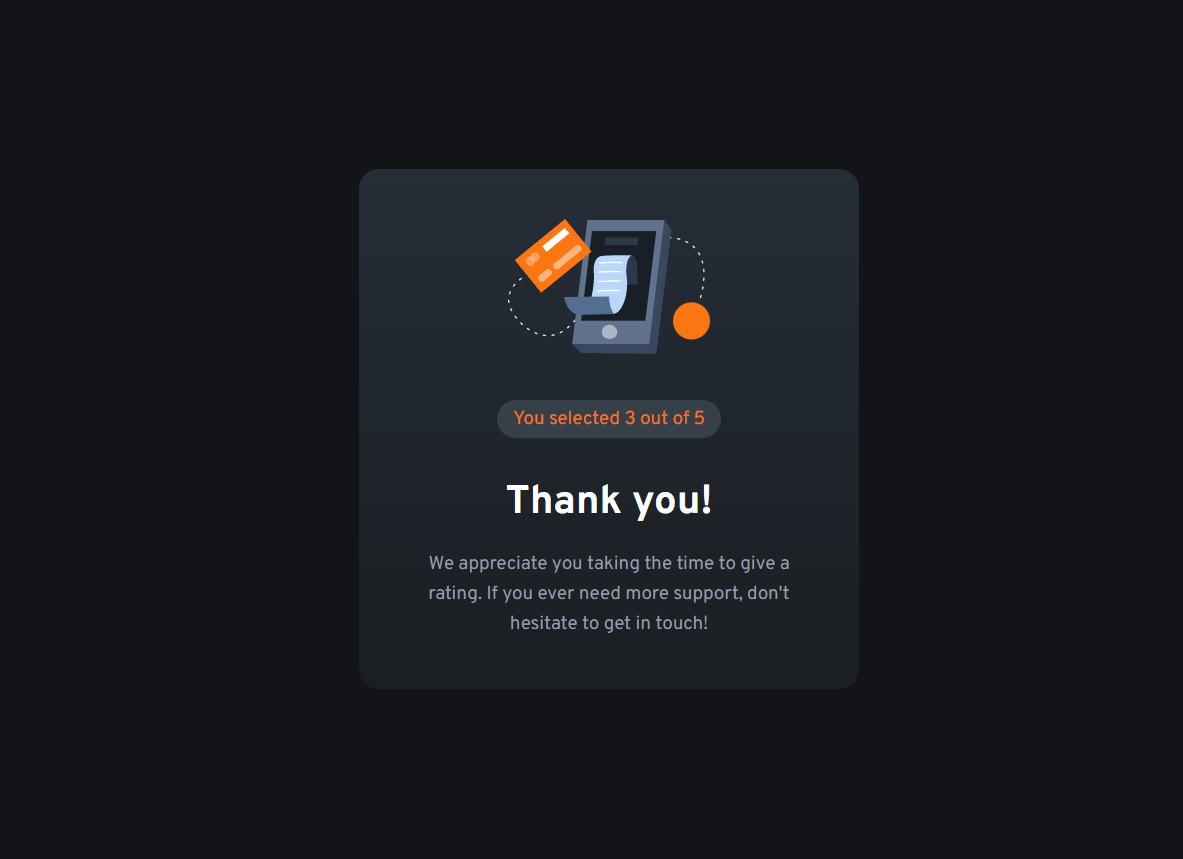 You selected 3 out of 5
Thank you!
We appreciate you taking the time to give a
rating. If you ever need more support, don't
hesitate to get in touch!